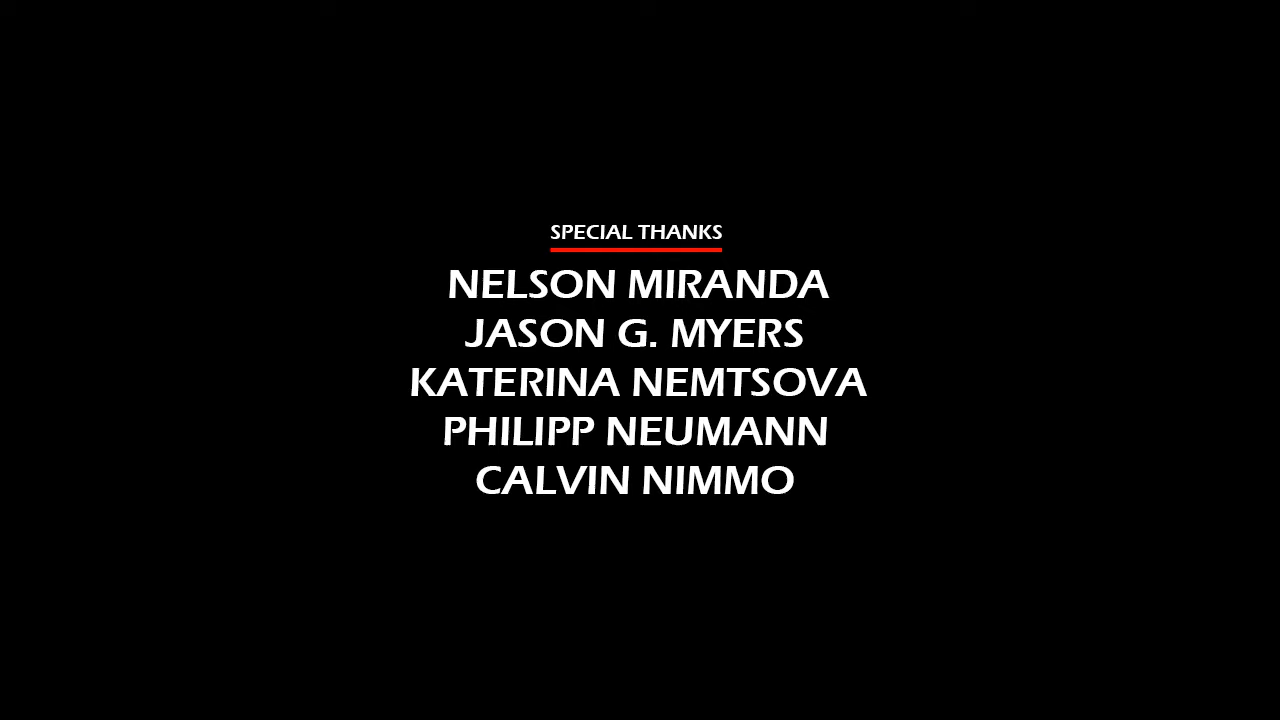 SPECIAL THANKS
NELSON MIRANDA
JASON G. MYERS
KATERINA NEMTSOVA
PHILIPP NEUMANN
CALVIN NIMMO